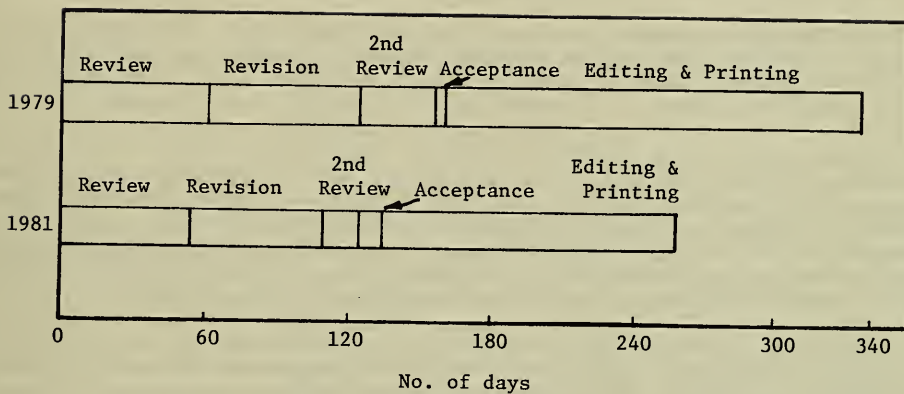 2nd
Review Revision Review Acceptance Editing & Printing
1979
2nd Editing &
Review Revision Review Acceptance Printing
1981
0 60 120 180 240 300 340
No. of days